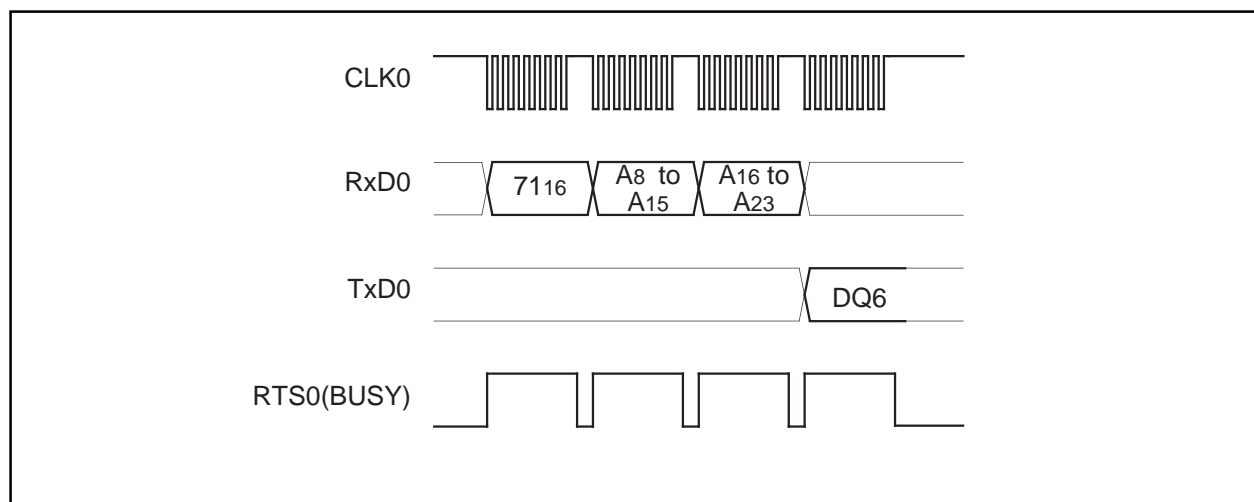 CLK0
RxD0
7116
A8 to
A15
A16 to
A23
TxD0
DQ6
RTS0(BUSY)